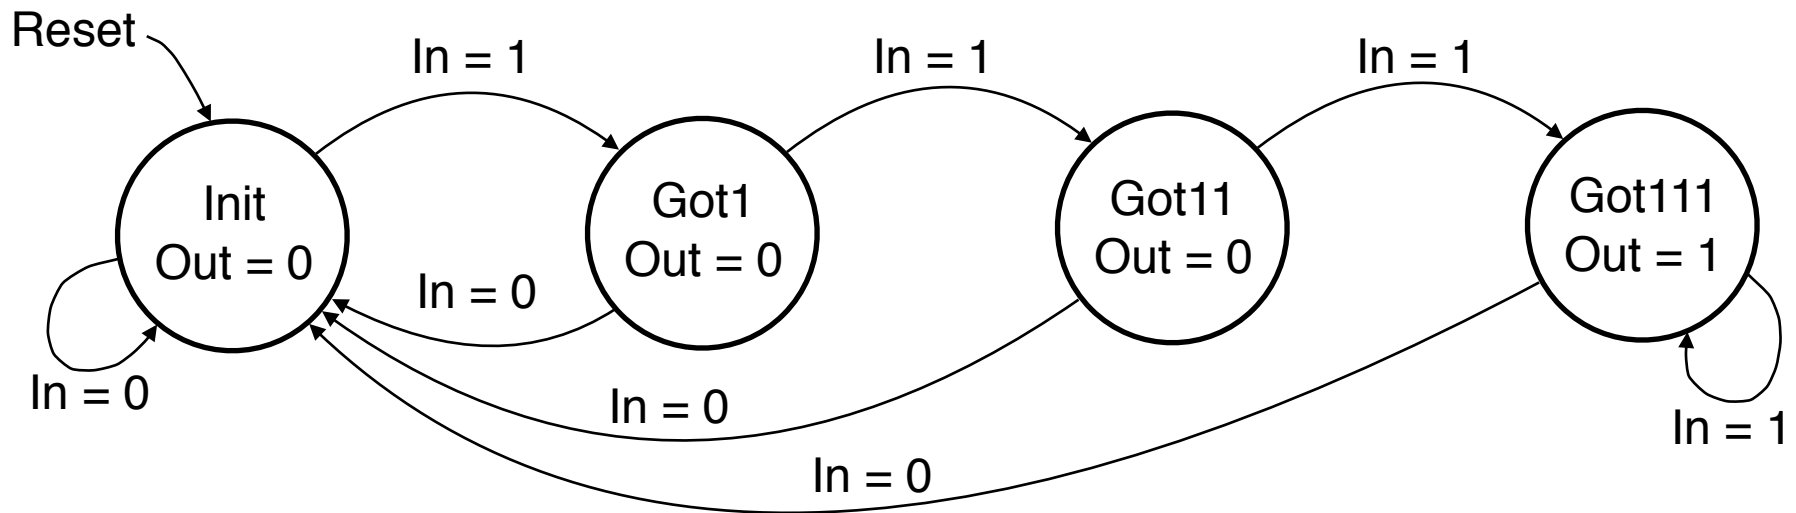 Reset
In = 1
In = 1
In = 1
Init
Out = 0
Got1
Out = 0
Got11
Out = 0
Got111
Out = 1
In = 0
In = 0
In = 0
In = 0
In = 1